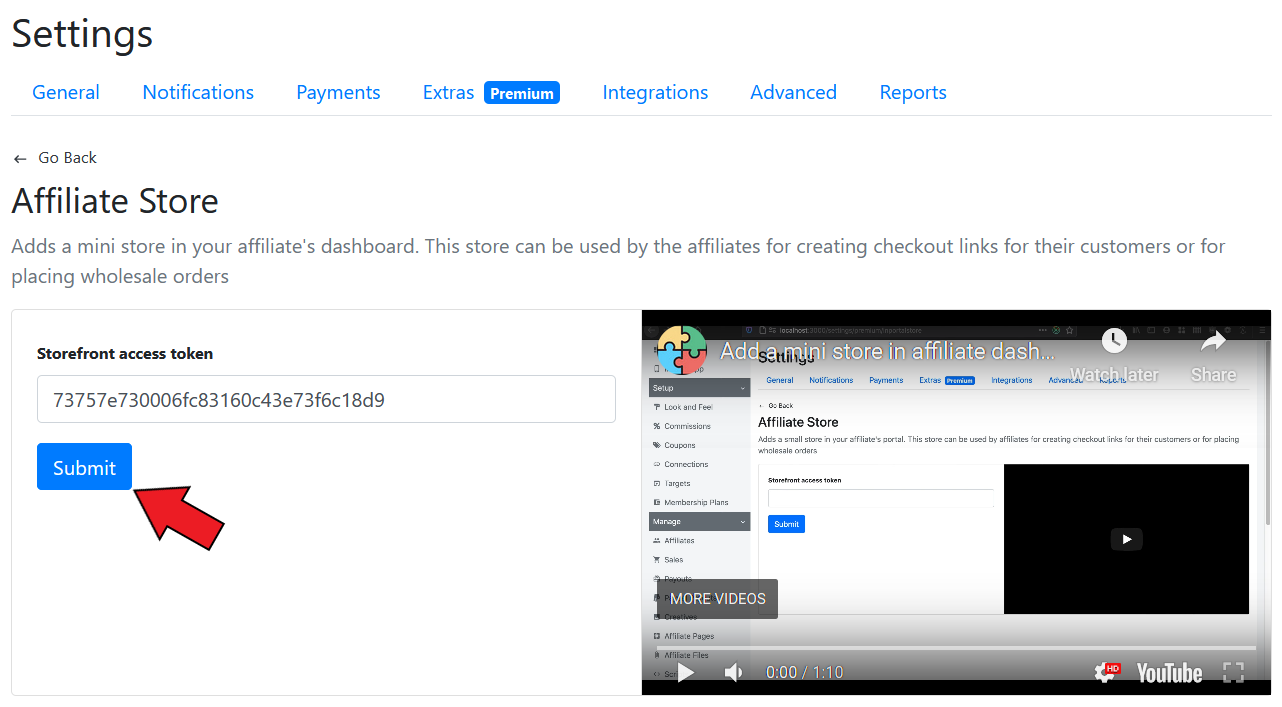 Settings
General Notifications Payments Extras Premium Integrations Advanced Reports
← Go Back
Affiliate Store
Adds a mini store in your affiliate's dashboard. This store can be used by the affiliates for creating checkout links for their customers or for
placing wholesale orders
Storefront access token
73757e730006fc83160c43e73f6c18d9
Submit
localhost:3000/settings/premium/inportalstore
Add a mini store in affiliate dash...
Watch later
Share
Settings
General Notifications Payments Extras Premium Integrations Advanced Reports
Setup
Look and Feel
Commissions
Coupons
Connections
Targets
Membership Plans
Manage
Affiliates
Sales
Payouts
Creatives
Affiliate Pages
Affiliate Files
← Go Back
Affiliate Store
Adds a small store in your affiliate's portal. This store can be used by affiliates for creating checkout links for their customers or for placing
wholesale orders
Storefront access token
Submit
MORE VIDEOS
0:00 / 1:10
HD
YouTube